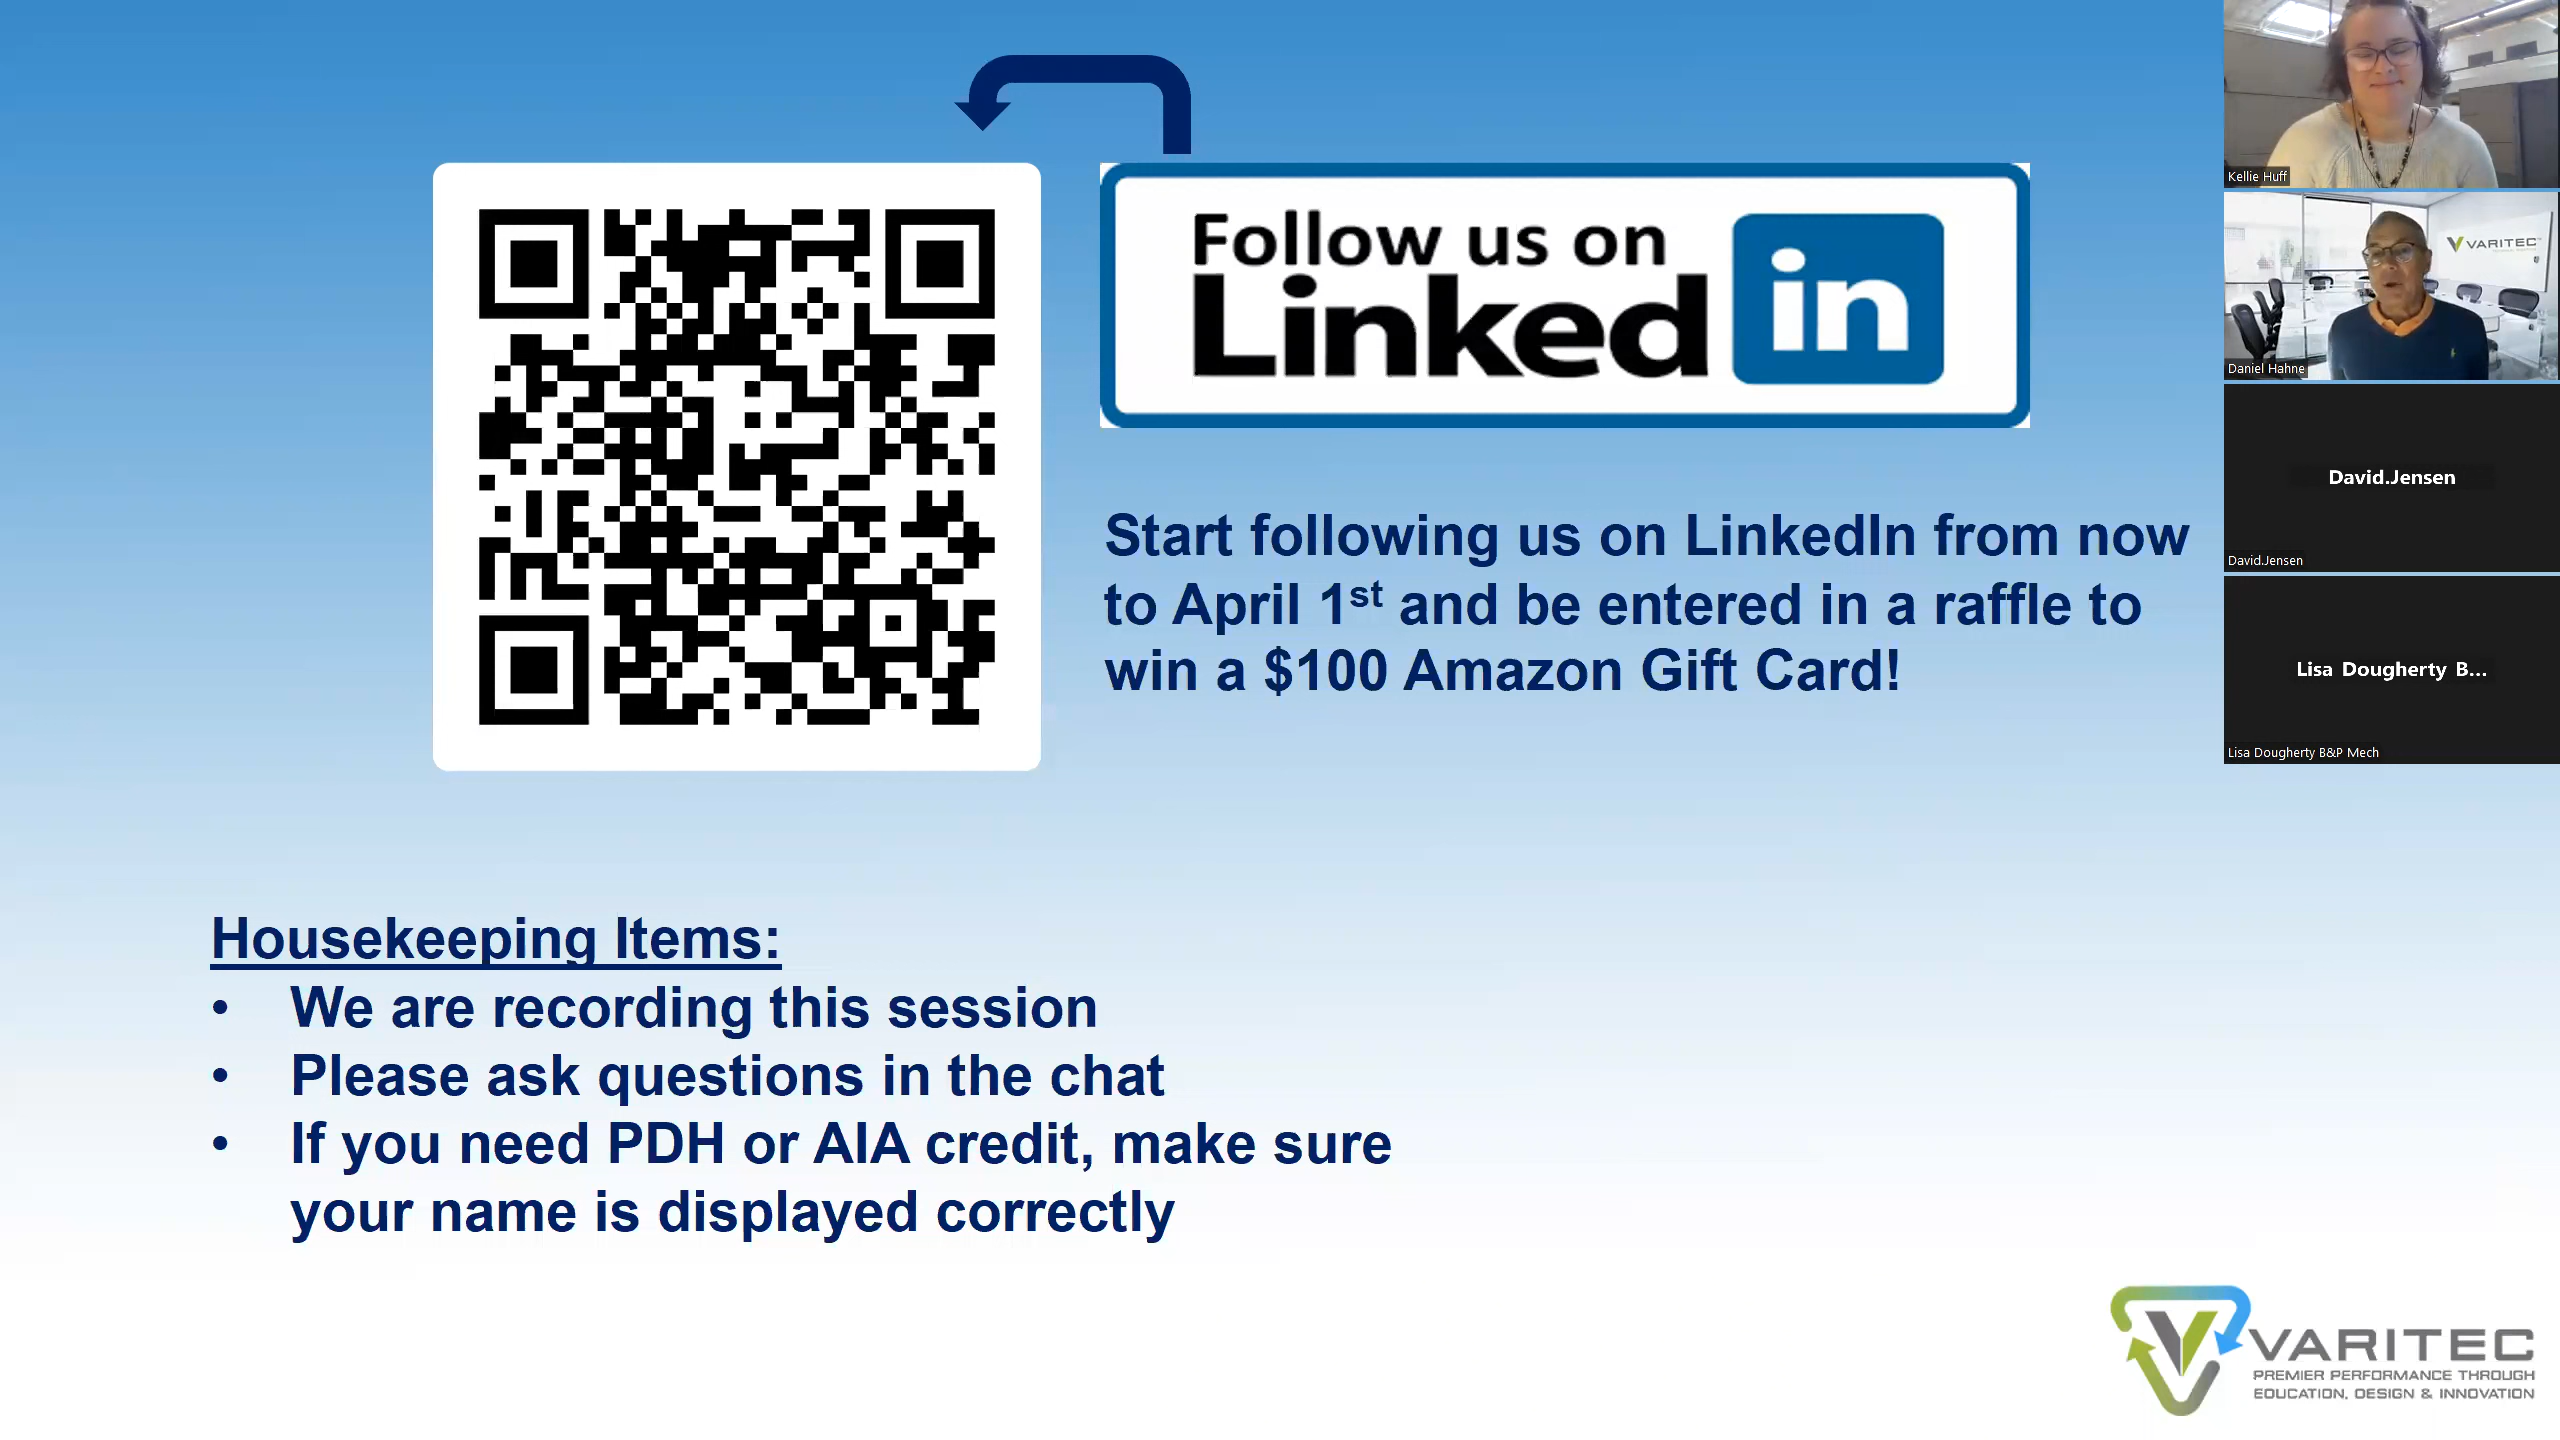 Follow us on
Linked in
Start following us on LinkedIn from now
to April 1st and be entered in a raffle to
win a $100 Amazon Gift Card!
Housekeeping Items:
• We are recording this session
• Please ask questions in the chat
• If you need PDH or AIA credit, make sure
your name is displayed correctly
VARITEC
PREMIER PERFORMANCE THROUGH
EDUCATION, DESIGN & INNOVATION
Kellie Huff
VARITEC
Daniel Hahne
David.Jensen
David.Jensen
Lisa Dougherty B...
Lisa Dougherty B&P Mech